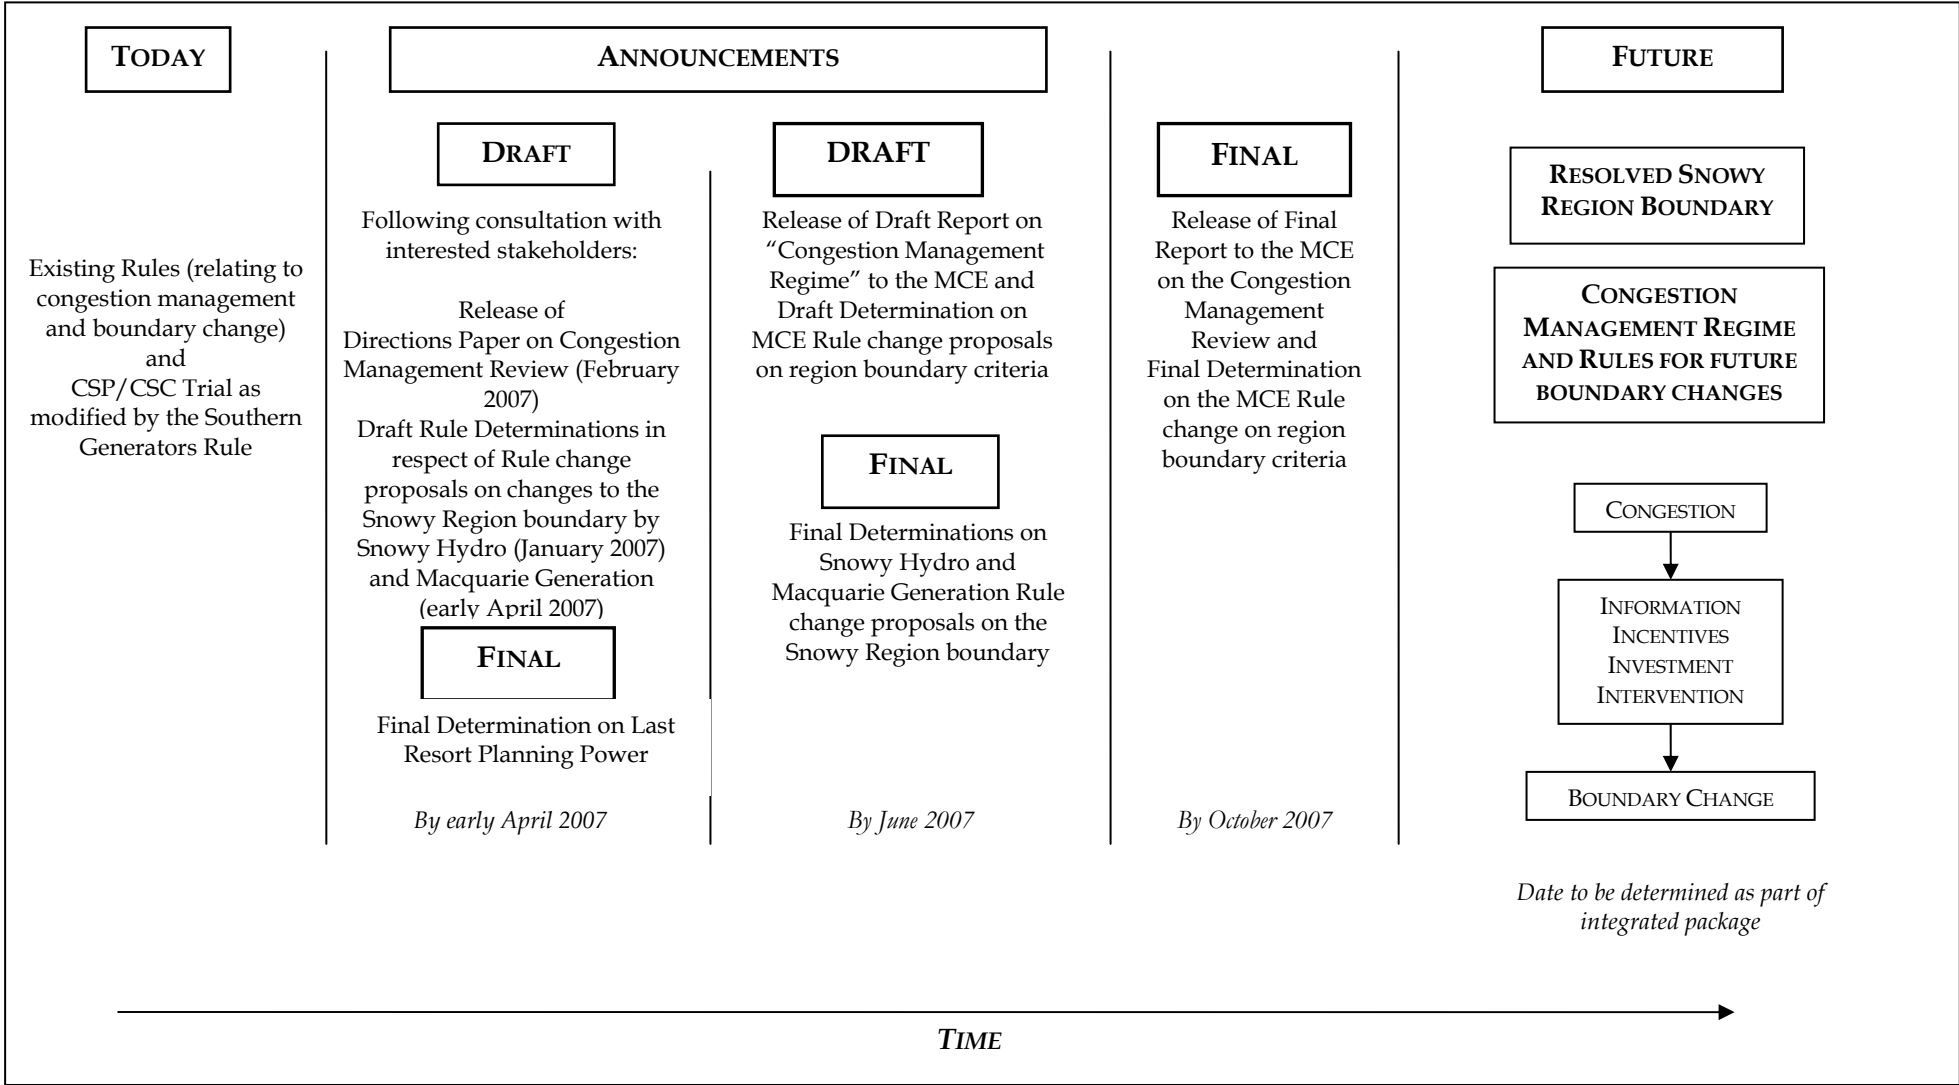 TODAY
Existing Rules (relating to
congestion management
and boundary change)
and
CSP/CSC Trial as
modified by the Southern
Generators Rule
ANNOUNCEMENTS
DRAFT
Following consultation with
interested stakeholders:
Release of
Directions Paper on Congestion
Management Review (February
2007)
Draft Rule Determinations in
respect of Rule change
proposals on changes to the
Snowy Region boundary by
Snowy Hydro (January 2007)
and Macquarie Generation
(early April 2007)
FINAL
Final Determination on Last
Resort Planning Power
By early April 2007
DRAFT
Release of Draft Report on
“Congestion Management
Regime” to the MCE and
Draft Determination on
MCE Rule change proposals
on region boundary criteria
FINAL
Final Determinations on
Snowy Hydro and
Macquarie Generation Rule
change proposals on the
Snowy Region boundary
By June 2007
FINAL
Release of Final
Report to the MCE
on the Congestion
Management
Review and
Final Determination
on the MCE Rule
change on region
boundary criteria
By October 2007
FUTURE
RESOLVED SNOWY
REGION BOUNDARY
CONGESTION
MANAGEMENT REGIME
AND RULES FOR FUTURE
BOUNDARY CHANGES
CONGESTION
INFORMATION
INCENTIVES
INVESTMENT
INTERVENTION
BOUNDARY CHANGE
Date to be determined as part of
integrated package
TIME